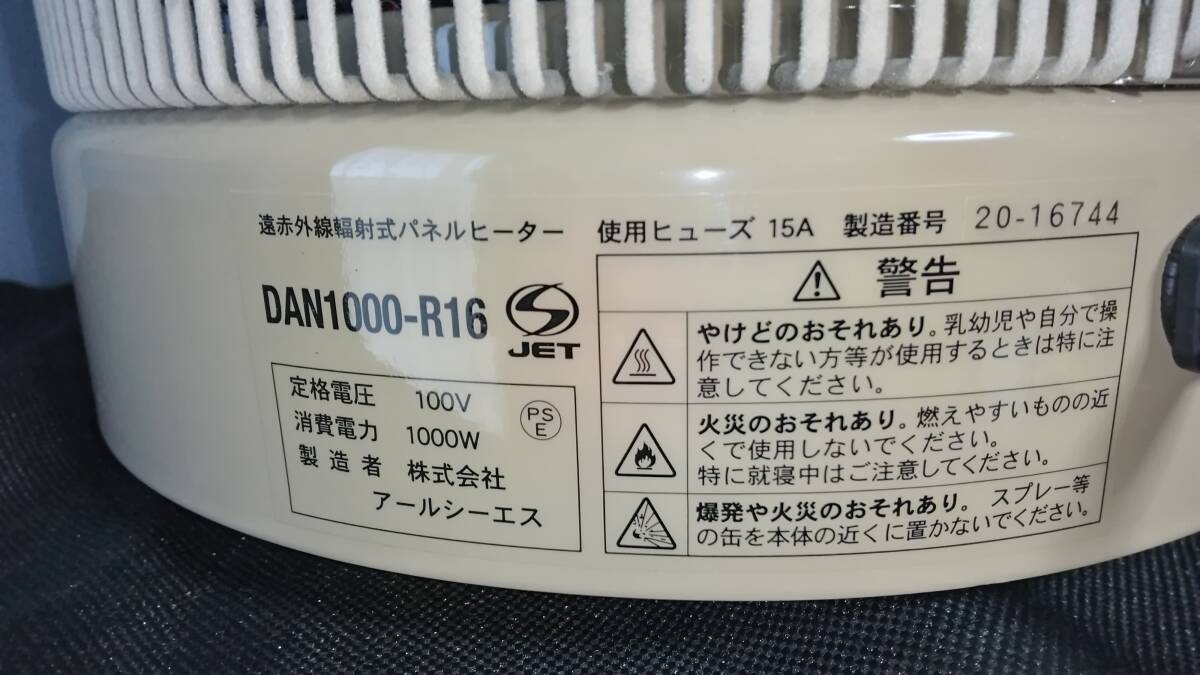 遠赤外線輻射式パネルヒーター
DAN1000-R16
JET
定格電圧 100V
消費電力 1000W
製造者 株式会社
アールシーエス
PS
E
使用ヒューズ 15A 製造番号 20-16744
警告
やけどのおそれあり。乳幼児や自分で操
作できない方等が使用するときは特に注
意してください。
火災のおそれあり。燃えやすいものの近
くで使用しないでください。
特に就寝中はご注意してください。
爆発や火災のおそれあり。 スプレー等
の缶を本体の近くに置かないでください。